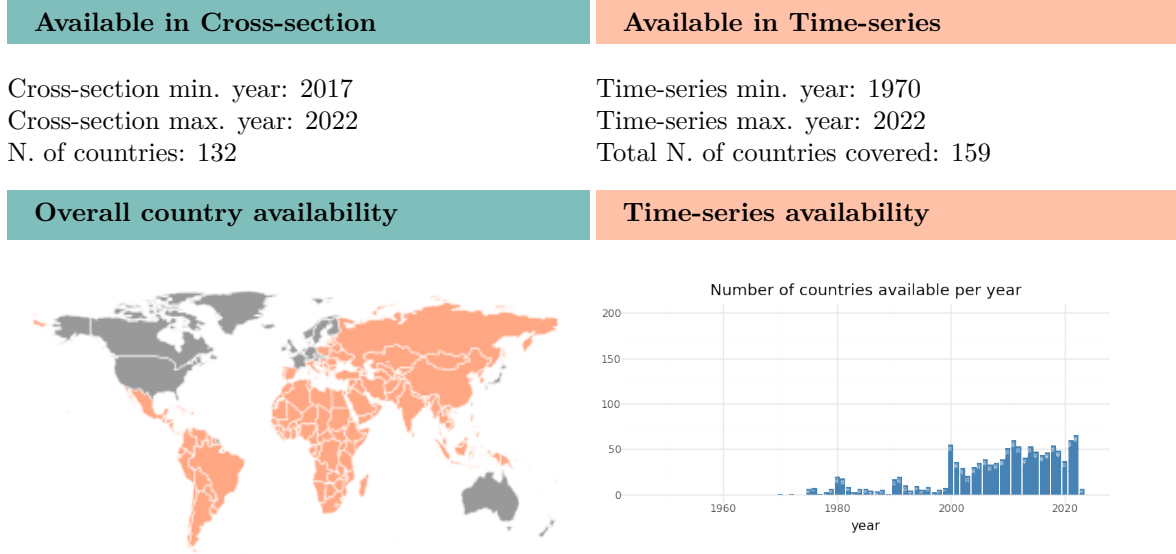 Available in Cross-section
Available in Time-series
Cross-section min. year: 2017
Cross-section max. year: 2022
N. of countries: 132
Time-series min. year: 1970
Time-series max. year: 2022
Total N. of countries covered: 159
Overall country availability
Time-series availability
Number of countries available per year
200
150
100
50
0
1960
1980
2000
2020
year